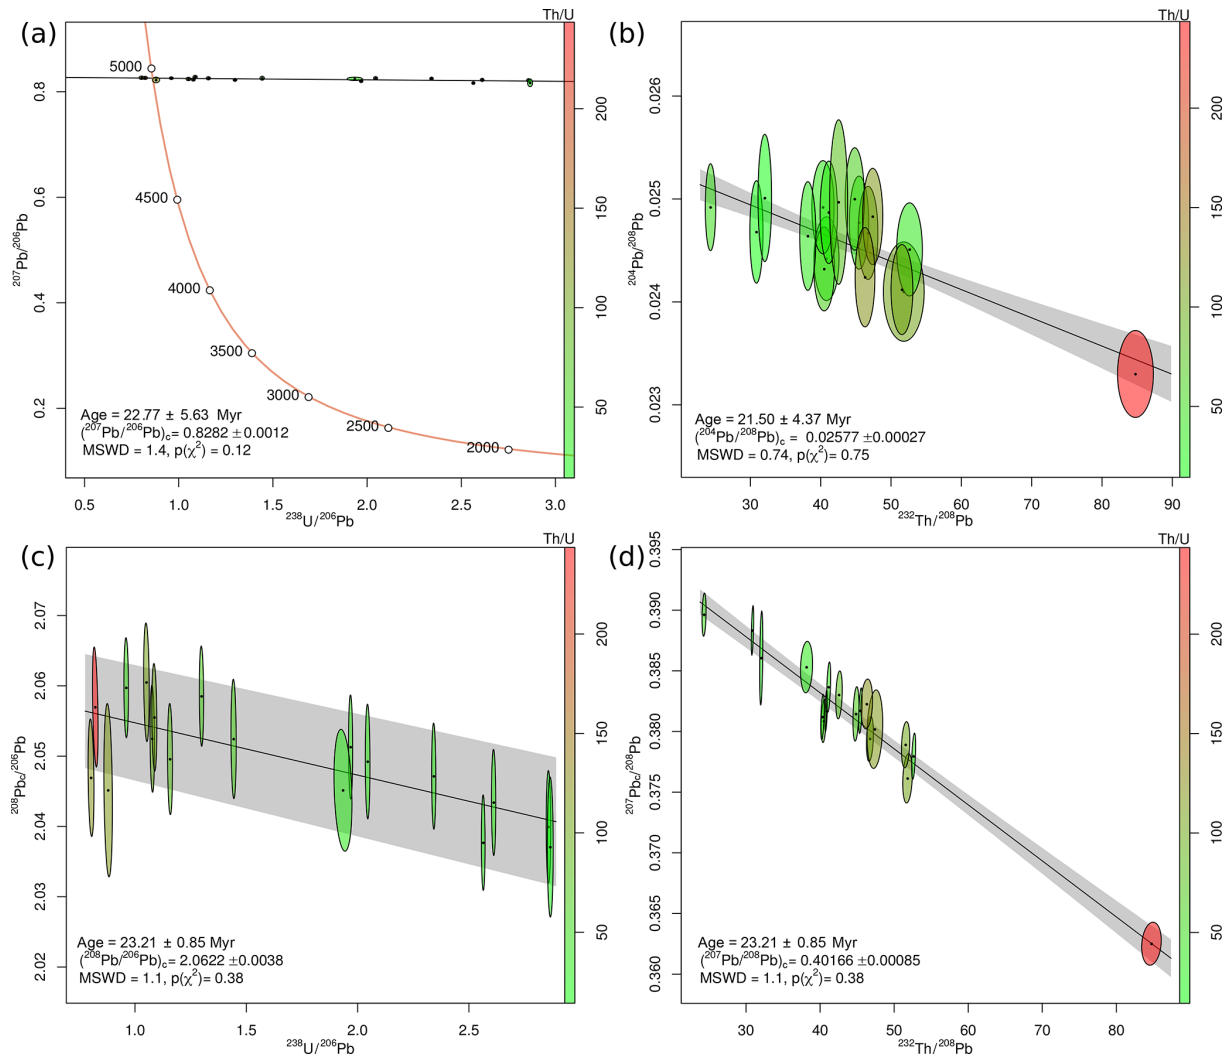 (a)
Th/U
5000
4500
4000
3500
3000
2500
2000
0.8
0.6
0.4
0.2
²⁰⁷Pb/²⁰⁶Pb
Age = 22.77 ± 5.63 Myr
(²⁰⁷Pb/²⁰⁶Pb)c= 0.8282 ±0.0012
MSWD = 1.4, p(χ²) = 0.12
0.5 1.0 1.5 2.0 2.5 3.0
²³⁸U/²⁰⁶Pb
200
150
100
50
(b)
Th/U
0.026
0.025
0.024
0.023
²⁰⁴Pb/²⁰⁸Pb
Age = 21.50 ± 4.37 Myr
(²⁰⁴Pb/²⁰⁸Pb)c = 0.02577 ±0.00027
MSWD = 0.74, p(χ²) = 0.75
30 40 50 60 70 80 90
²³²Th/²⁰⁸Pb
200
150
100
50
(c)
Th/U
2.07
2.06
2.05
2.04
2.03
2.02
²⁰⁸Pbc/²⁰⁶Pb
Age = 23.21 ± 0.85 Myr
(²⁰⁸Pb/²⁰⁶Pb)c= 2.0622 ±0.0038
MSWD = 1.1, p(χ²)= 0.38
1.0 1.5 2.0 2.5
²³⁸U/²⁰⁶Pb
200
150
100
50
(d)
Th/U
0.395
0.390
0.385
0.380
0.375
0.370
0.365
0.360
²⁰⁷Pbc/²⁰⁸Pb
Age = 23.21 ± 0.85 Myr
(²⁰⁷Pb/²⁰⁸Pb)c= 0.40166 ±0.00085
MSWD = 1.1, p(χ²) = 0.38
30 40 50 60 70 80
²³²Th/²⁰⁸Pb
200
150
100
50